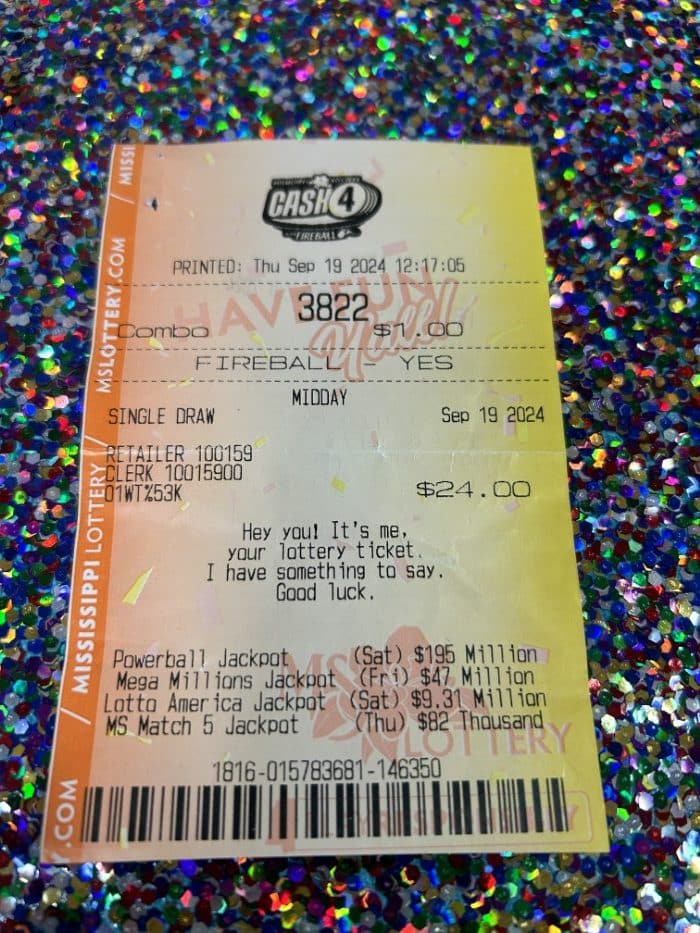 CASH 4
FIREBALL
PRINTED: Thu Sep 19 2024 12:17:05
HAVE FUN
Y'all!
3822
Combo $1.00
FIREBALL - YES
MIDDAY
SINGLE DRAW Sep 19 2024
RETAILER 100159
CLERK 10015900
01WT%53K
$24.00
Hey you! It's me,
your lottery ticket.
I have something to say.
Good luck.
Powerball Jackpot (Sat) $195 Million
Mega Millions Jackpot (Fri) $47 Million
Lotto America Jackpot (Sat) $9.31 Million
MS Match 5 Jackpot (Thu) $82 Thousand
MS
LOTTERY
1816-015783681-146350
MISSI
MSLOTTERY.COM /
MISSISSIPPI LOTTERY /
.COM /